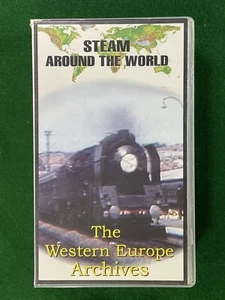 STEAM
AROUND THE WORLD
The
Western Europe
Archives